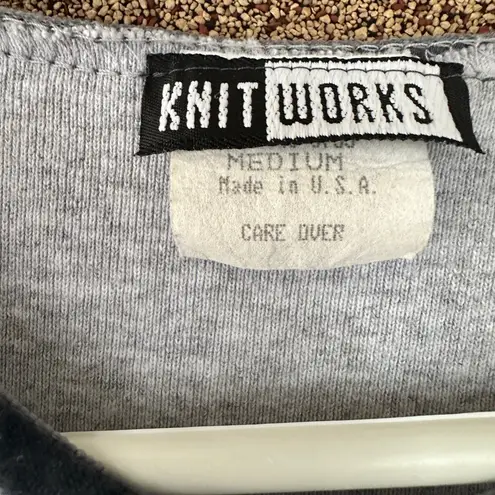 KNIT WORKS
MEDIUM
Made in U.S.A.
CARE OVER